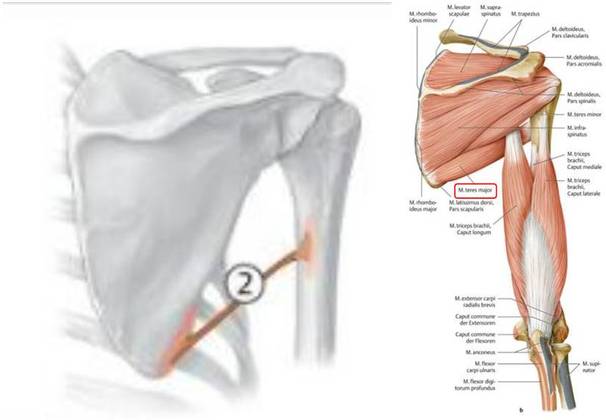 2
M. rhombo-
ideus minor
M. levator
scapulae
M. supra-
spinatus
M. trapezius
M. deltoideus,
Pars clavicularis
M. deltoideus,
Pars acromialis
M. deltoideus,
Pars spinalis
M. teres minor
M. infra-
spinatus
M. triceps
brachii,
Caput mediale
M. triceps
brachii,
Caput laterale
M. teres major
M. rhombo-
ideus major
M. latissimus dorsi,
Pars scapularis
M. triceps brachii,
Caput longum
M. extensor carpi
radialis brevis
Caput commune
der Extensoren
Caput commune
der Flexoren
M. anconeus
M. flexor
carpi ulnaris
M. flexor digi-
torum profundus
M. supi-
nator
b